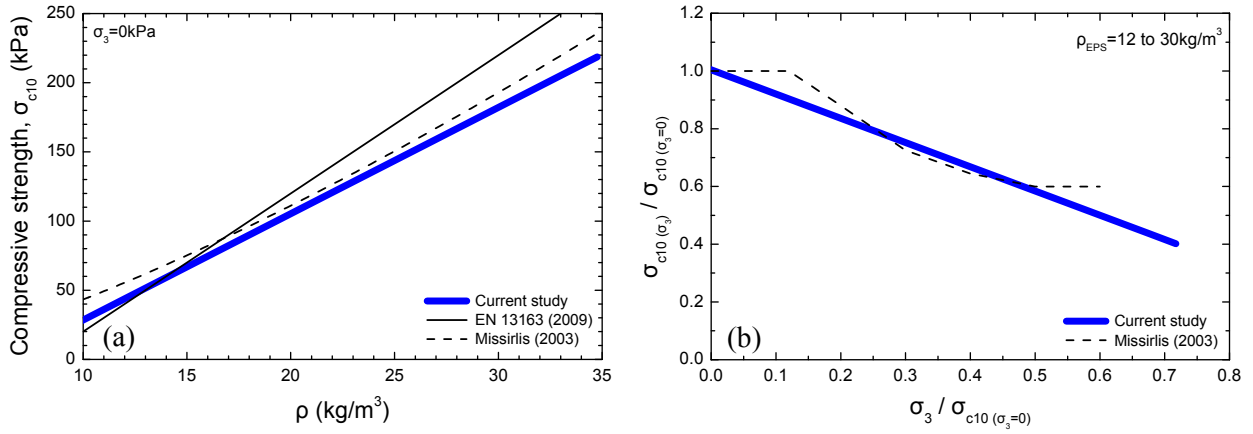 250
200
150
100
50
0
Compressive strength, σc10 (kPa)
σ3=0kPa
Current study
EN 13163 (2009)
Missirlis (2003)
(a)
10 15 20 25 30 35
ρ (kg/m³)
1.2
1.0
0.8
0.6
0.4
0.2
0.0
σc10 (σ3) / σc10 (σ3=0)
ρEPS=12 to 30kg/m³
Current study
Missirlis (2003)
(b)
0.0 0.1 0.2 0.3 0.4 0.5 0.6 0.7 0.8
σ3 / σc10 (σ3=0)